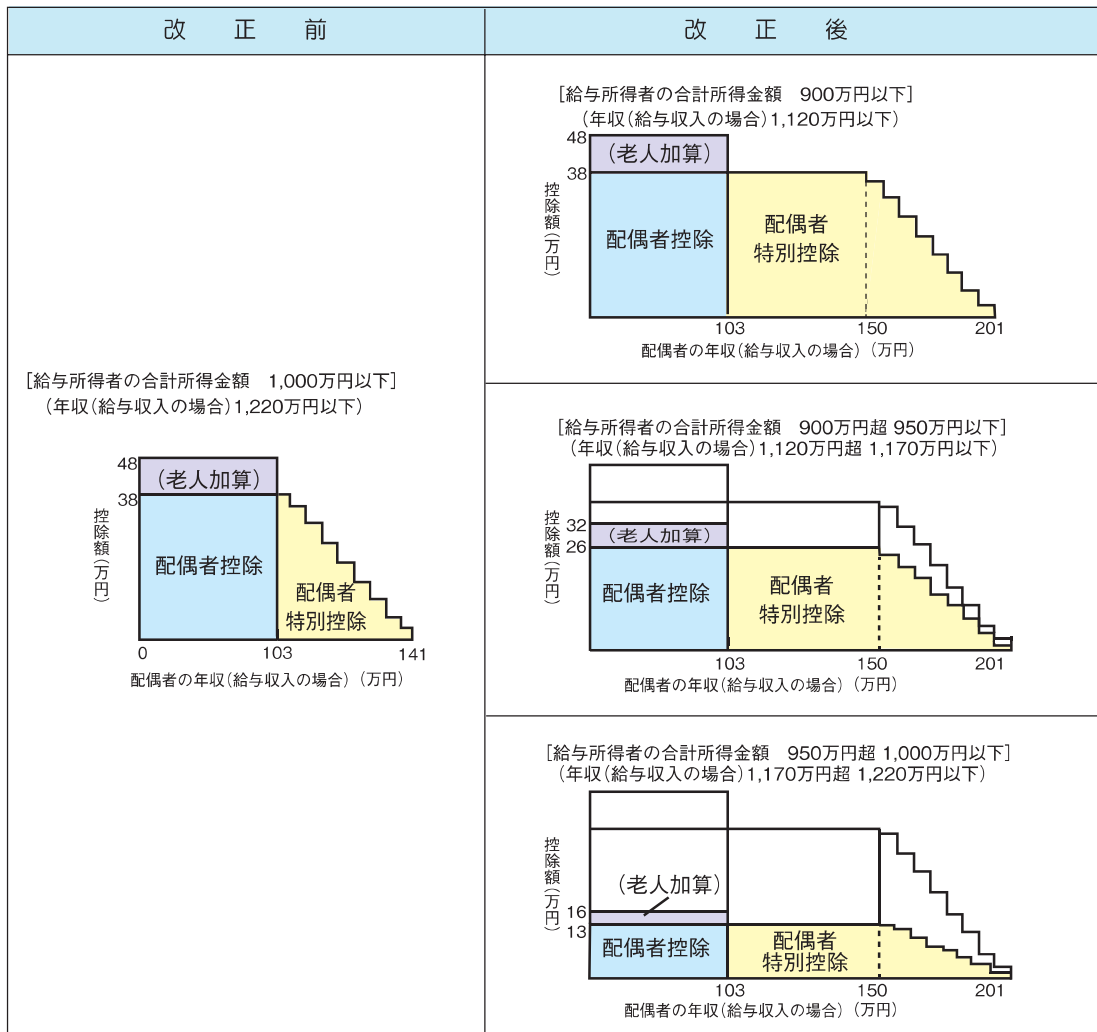 改正前
改正後
[給与所得者の合計所得金額 1,000万円以下]
(年収(給与収入の場合)1,220万円以下)
48
(老人加算)
38
控除額(万円)
配偶者控除
配偶者
特別控除
0
103
141
配偶者の年収(給与収入の場合)(万円)
[給与所得者の合計所得金額 900万円以下]
(年収(給与収入の場合)1,120万円以下)
48
(老人加算)
38
控除額(万円)
配偶者控除
配偶者
特別控除
103
150
201
配偶者の年収(給与収入の場合)(万円)
[給与所得者の合計所得金額 900万円超 950万円以下]
(年収(給与収入の場合)1,120万円超 1,170万円以下)
32
(老人加算)
26
控除額(万円)
配偶者控除
配偶者
特別控除
103
150
201
配偶者の年収(給与収入の場合)(万円)
[給与所得者の合計所得金額 950万円超 1,000万円以下]
(年収(給与収入の場合)1,170万円超 1,220万円以下)
控除額(万円)
(老人加算)
16
13
配偶者控除
配偶者
特別控除
103
150
201
配偶者の年収(給与収入の場合)(万円)